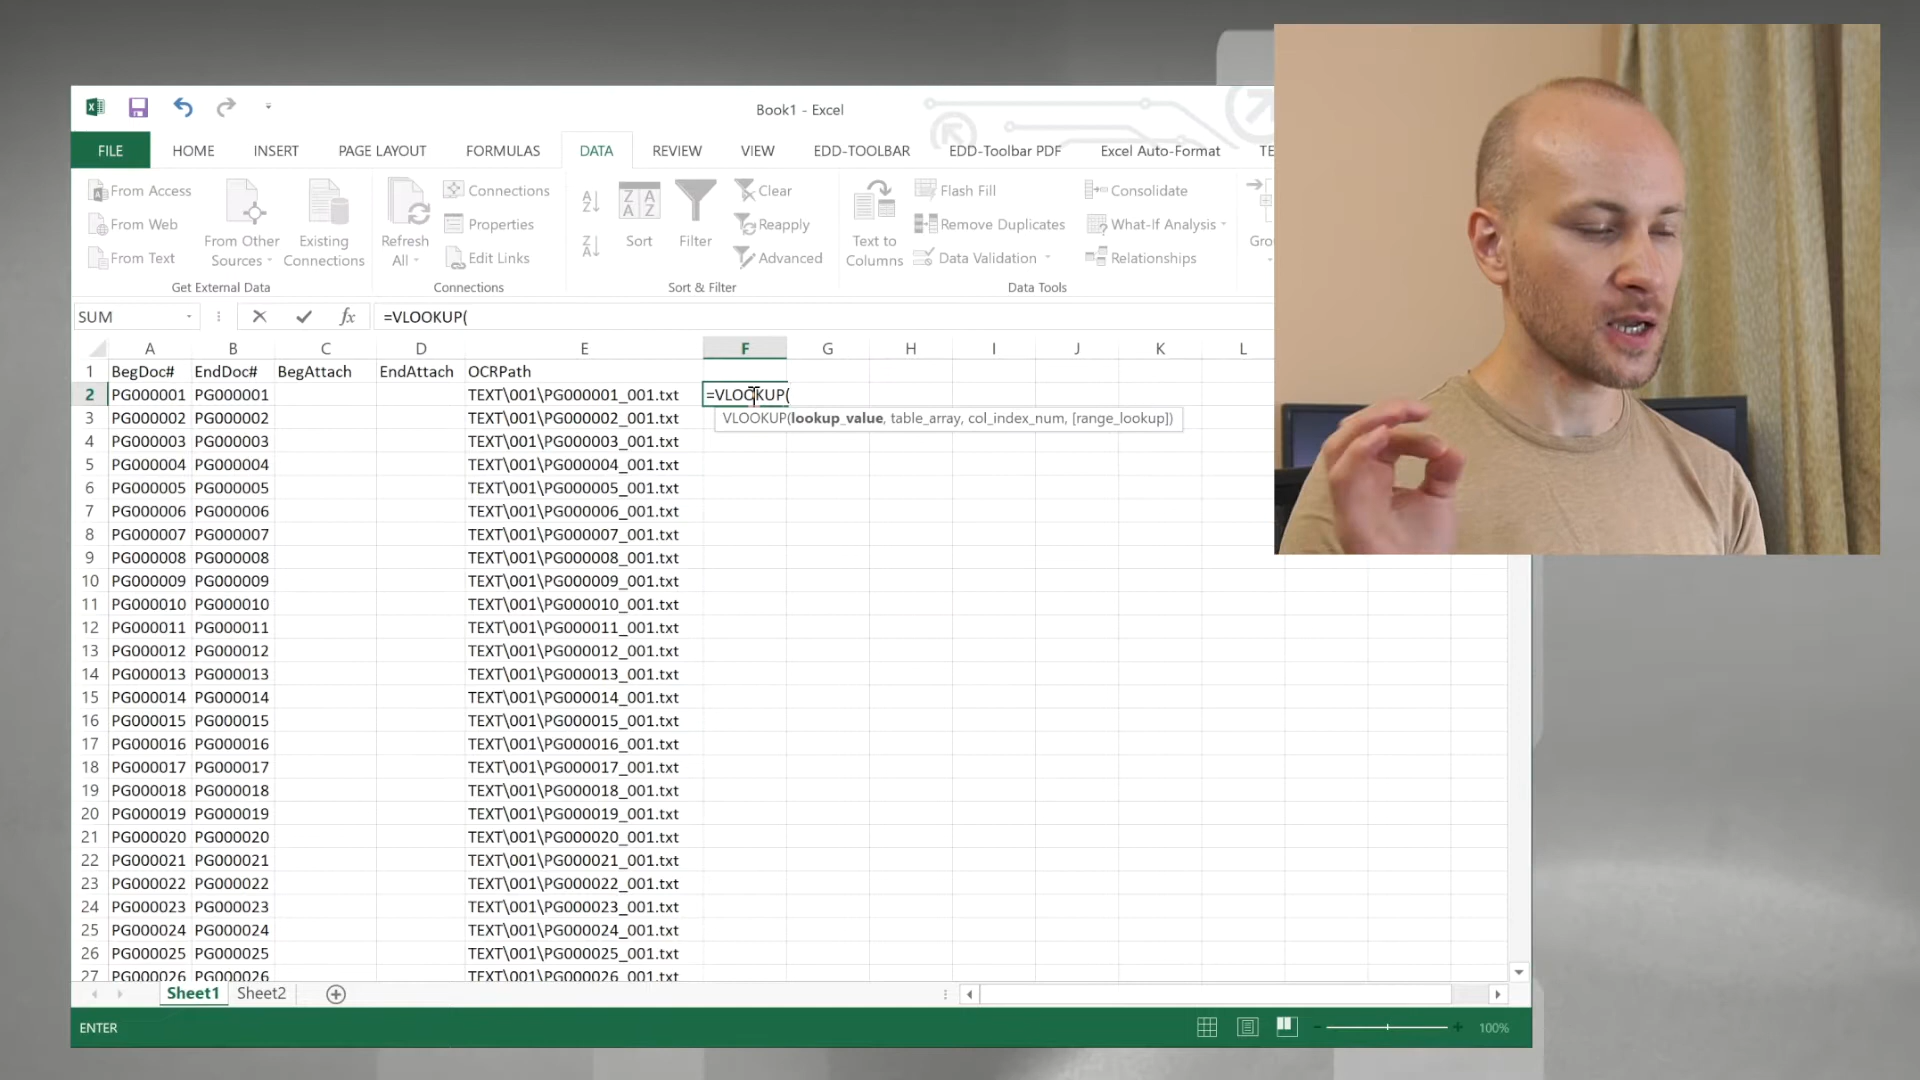 Book1 - Excel
FILE HOME INSERT PAGE LAYOUT FORMULAS DATA REVIEW VIEW EDD-TOOLBAR EDD-Toolbar PDF Excel Auto-Format TE
From Access
From Web
From Text
From Other Sources
Existing Connections
Get External Data
Refresh All
Connections
Properties
Edit Links
Connections
Sort
Filter
Clear
Reapply
Advanced
Sort & Filter
Text to Columns
Flash Fill
Remove Duplicates
Data Validation
Consolidate
What-If Analysis
Relationships
Data Tools
Gro
SUM fx =VLOOKUP(
A B C D E F G H I J K L
1 BegDoc# EndDoc# BegAttach EndAttach OCRPath
2 PG000001 PG000001 TEXT\001\PG000001_001.txt =VLOOKUP(
3 PG000002 PG000002 TEXT\001\PG000002_001.txt VLOOKUP(lookup_value, table_array, col_index_num, [range_lookup])
4 PG000003 PG000003 TEXT\001\PG000003_001.txt
5 PG000004 PG000004 TEXT\001\PG000004_001.txt
6 PG000005 PG000005 TEXT\001\PG000005_001.txt
7 PG000006 PG000006 TEXT\001\PG000006_001.txt
8 PG000007 PG000007 TEXT\001\PG000007_001.txt
9 PG000008 PG000008 TEXT\001\PG000008_001.txt
10 PG000009 PG000009 TEXT\001\PG000009_001.txt
11 PG000010 PG000010 TEXT\001\PG000010_001.txt
12 PG000011 PG000011 TEXT\001\PG000011_001.txt
13 PG000012 PG000012 TEXT\001\PG000012_001.txt
14 PG000013 PG000013 TEXT\001\PG000013_001.txt
15 PG000014 PG000014 TEXT\001\PG000014_001.txt
16 PG000015 PG000015 TEXT\001\PG000015_001.txt
17 PG000016 PG000016 TEXT\001\PG000016_001.txt
18 PG000017 PG000017 TEXT\001\PG000017_001.txt
19 PG000018 PG000018 TEXT\001\PG000018_001.txt
20 PG000019 PG000019 TEXT\001\PG000019_001.txt
21 PG000020 PG000020 TEXT\001\PG000020_001.txt
22 PG000021 PG000021 TEXT\001\PG000021_001.txt
23 PG000022 PG000022 TEXT\001\PG000022_001.txt
24 PG000023 PG000023 TEXT\001\PG000023_001.txt
25 PG000024 PG000024 TEXT\001\PG000024_001.txt
26 PG000025 PG000025 TEXT\001\PG000025_001.txt
27 PG000026 PG000026 TEXT\001\PG000026_001.txt
Sheet1 Sheet2
ENTER 100%